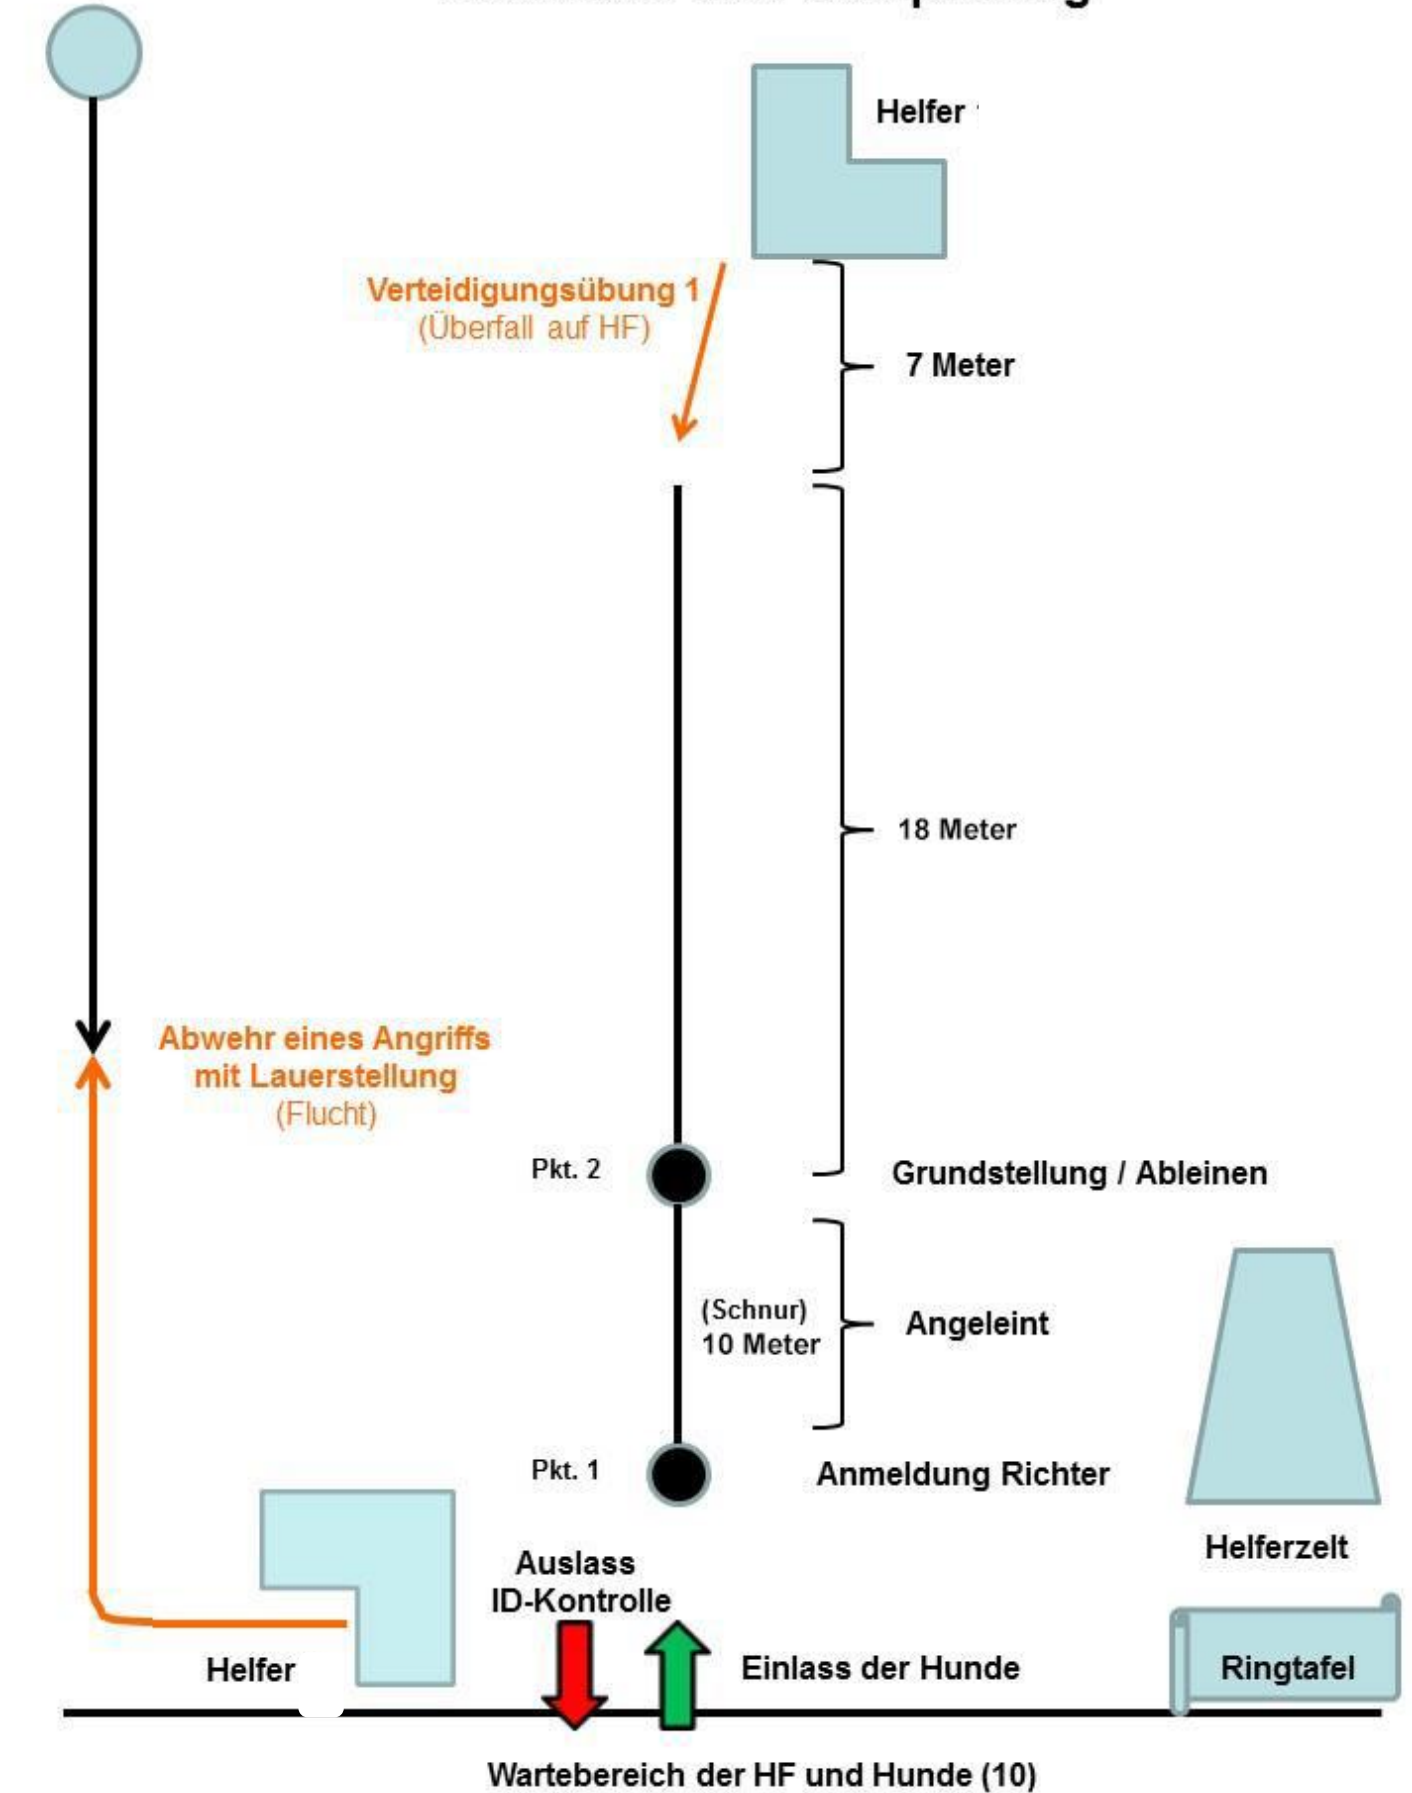 Helfer
Verteidigungsübung 1
(Überfall auf HF)
7 Meter
18 Meter
Abwehr eines Angriffs
mit Lauerstellung
(Flucht)
Pkt. 2
Grundstellung / Ableinen
(Schnur)
10 Meter
Angeleint
Pkt. 1
Anmeldung Richter
Helferzelt
Auslass
ID-Kontrolle
Helfer
Einlass der Hunde
Ringtafel
Wartebereich der HF und Hunde (10)